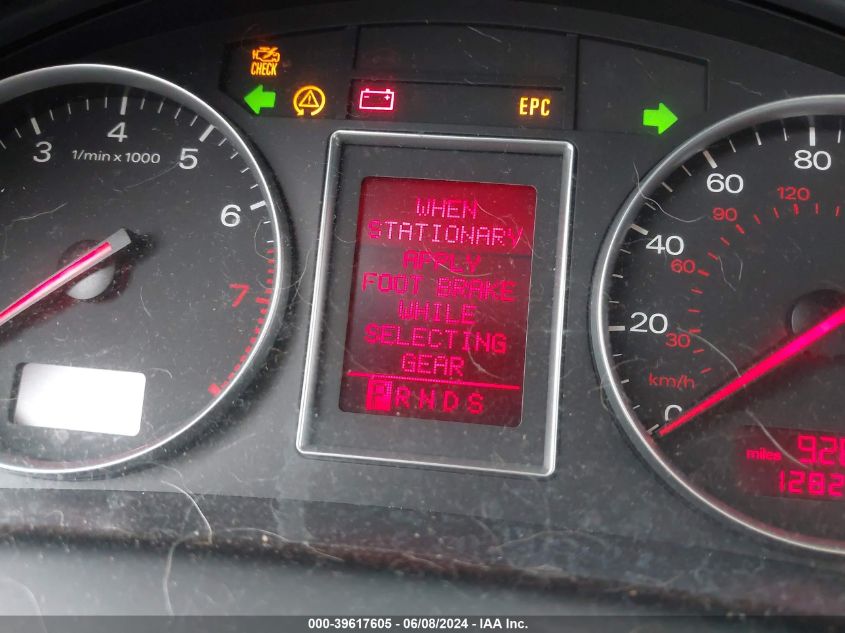 CHECK
EPC
3
4
5
6
7
1/min x 1000
WHEN
STATIONARY
APPLY
FOOT BRAKE
WHILE
SELECTING
GEAR
P R N D S
0
20
40
60
80
30
60
90
120
km/h
miles
000-39617605 - 06/08/2024 - IAA Inc.